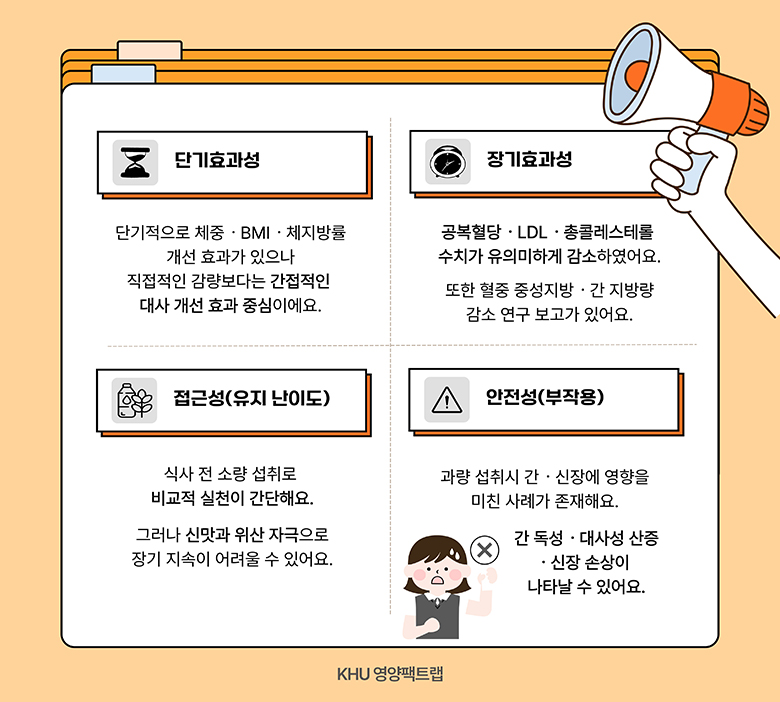 단기효과성
단기적으로 체중 · BMI · 체지방률
개선 효과가 있으나
직접적인 감량보다는 간접적인
대사 개선 효과 중심이에요.
장기효과성
공복혈당 · LDL · 총콜레스테롤
수치가 유의미하게 감소하였어요.
또한 혈중 중성지방 · 간 지방량
감소 연구 보고가 있어요.
접근성(유지 난이도)
식사 전 소량 섭취로
비교적 실천이 간단해요.
그러나 신맛과 위산 자극으로
장기 지속이 어려울 수 있어요.
안전성(부작용)
과량 섭취시 간 · 신장에 영향을
미친 사례가 존재해요.
간 독성 · 대사성 산증
· 신장 손상이
나타날 수 있어요.
KHU 영양팩트랩